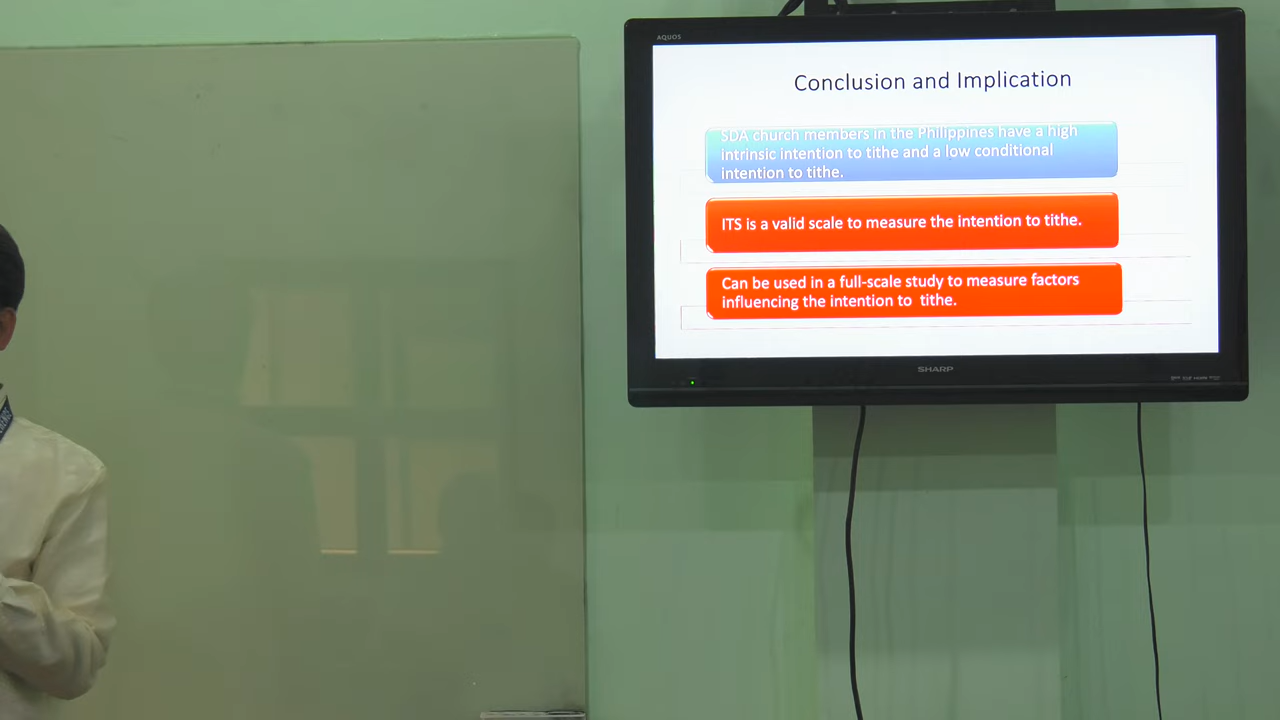 AQUOS
Conclusion and Implication
SDA church members in the Philippines have a high
intrinsic intention to tithe and a low conditional
intention to tithe.
ITS is a valid scale to measure the intention to tithe.
Can be used in a full-scale study to measure factors
influencing the intention to tithe.
SHARP